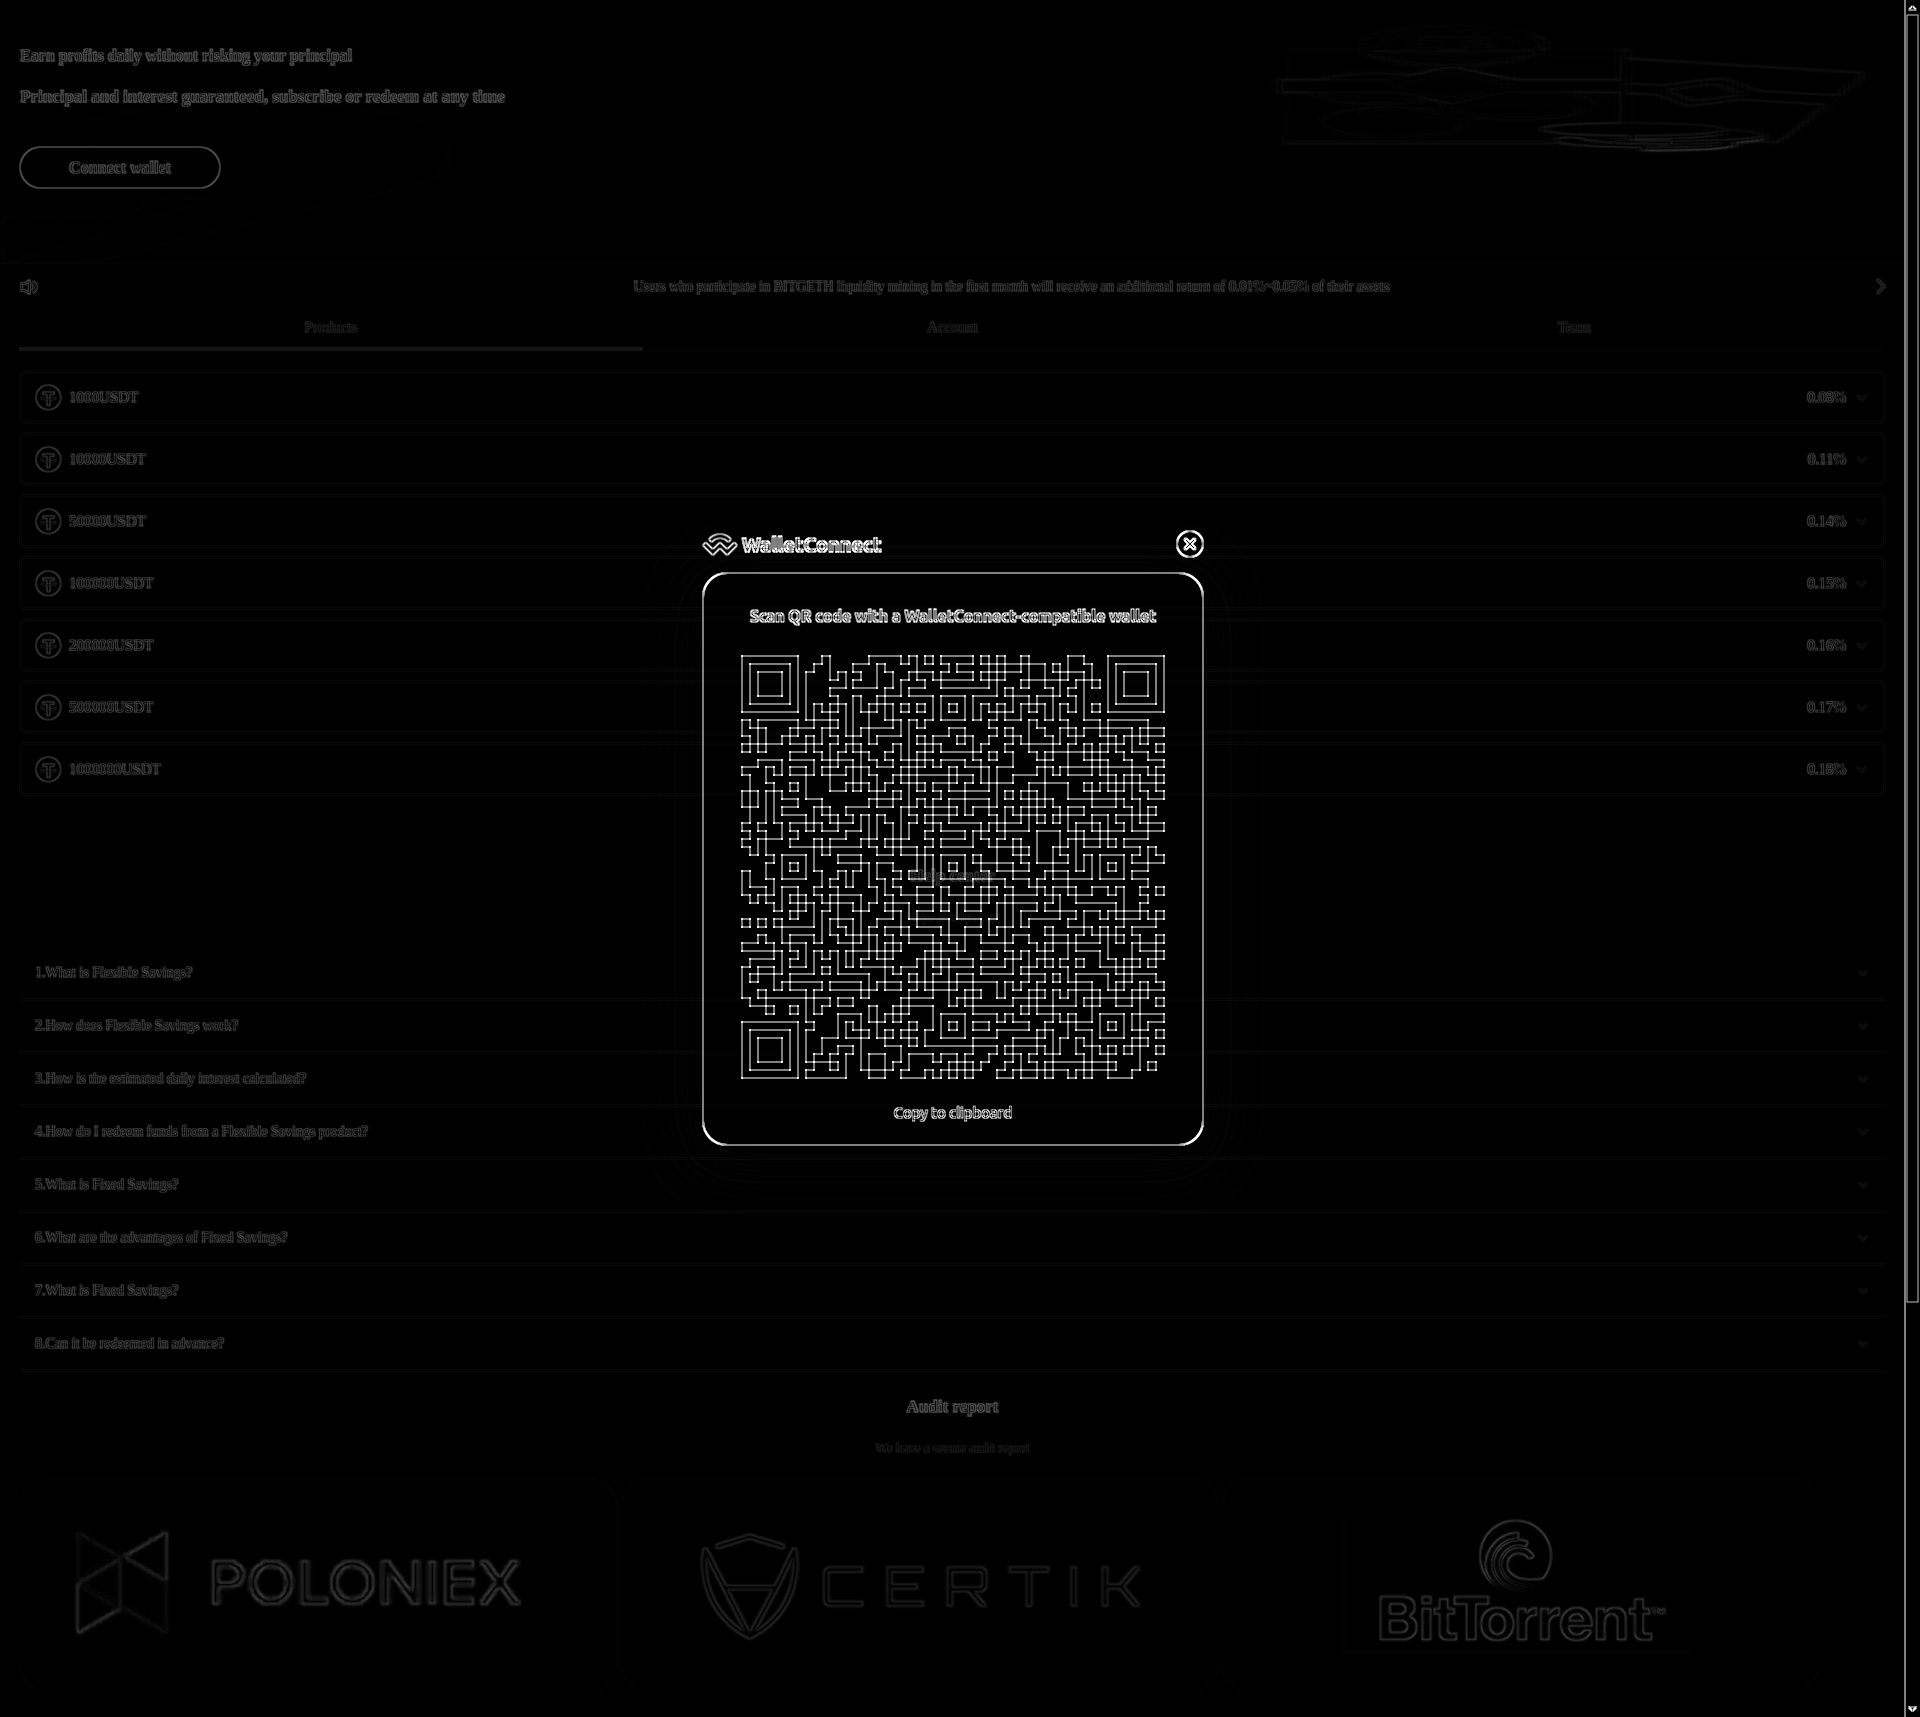 Earn profits daily without risking your principal
Principal and interest guaranteed, subscribe or redeem at any time
Connect wallet
Users who participate in BITGETH liquidity mining in the first month will receive an additional return of 0.01%~0.05% of their assets
Products Account Team
1000USDT 0.08%
10000USDT 0.11%
50000USDT 0.14%
WalletConnect
100000USDT 0.15%
Scan QR code with a WalletConnect-compatible wallet
200000USDT 0.16%
500000USDT 0.17%
1000000USDT 0.18%
Help center
1.What is Flexible Savings?
2.How does Flexible Savings work?
3.How is the estimated daily interest calculated?
Copy to clipboard
4.How do I redeem funds from a Flexible Savings product?
5.What is Fixed Savings?
6.What are the advantages of Fixed Savings?
7.What is Fixed Savings?
8.Can it be redeemed in advance?
Audit report
We have a secure audit report
POLONIEX
CERTIK
BitTorrent™